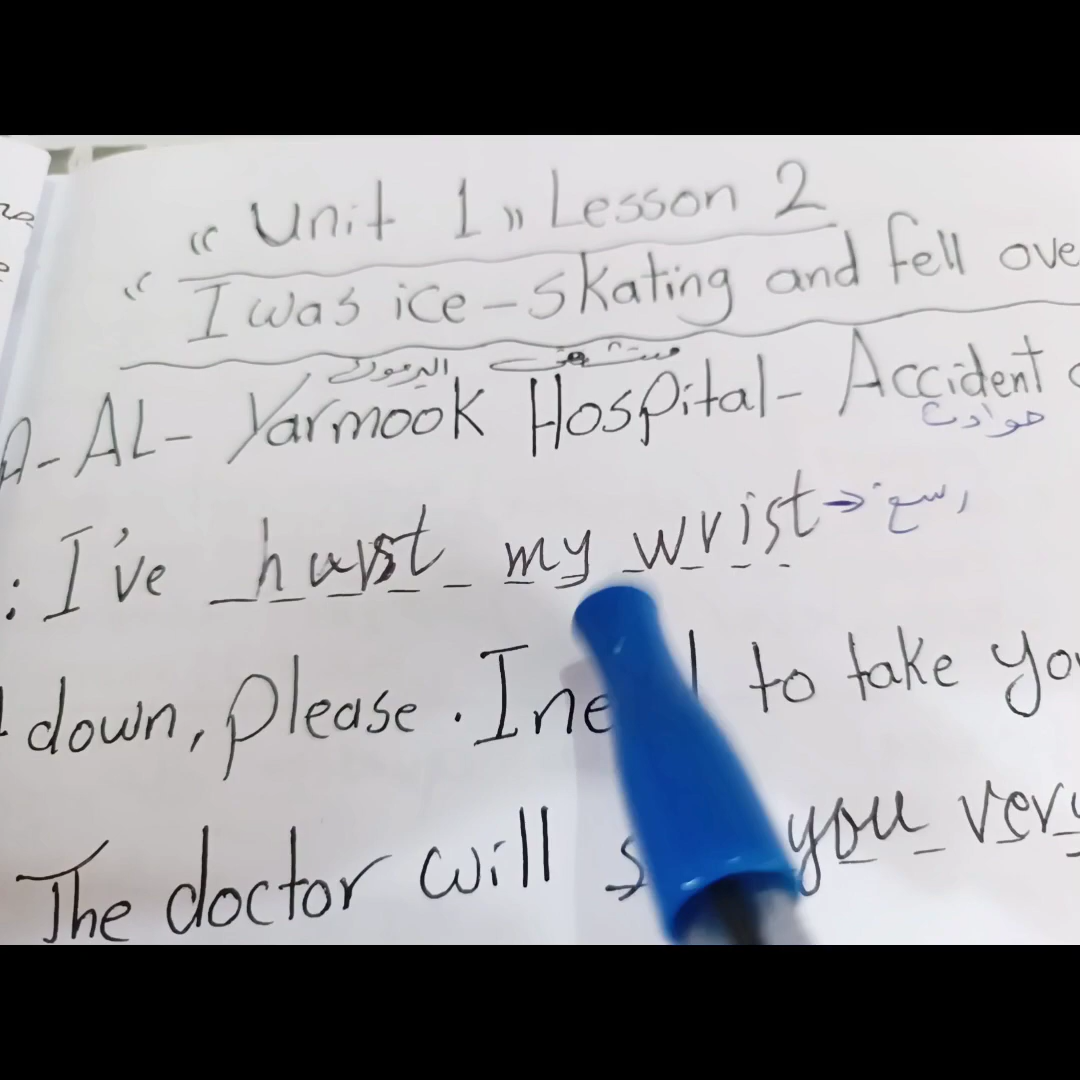 « Unit 1 » Lesson 2
“ I was ice-skating and fell ove
مستشفى اليرموك
A- AL- Yarmook Hospital- Accident
حوادث
: I've hurst my wrist → رسغ
down, please. I ne to take yo
The doctor will s you very